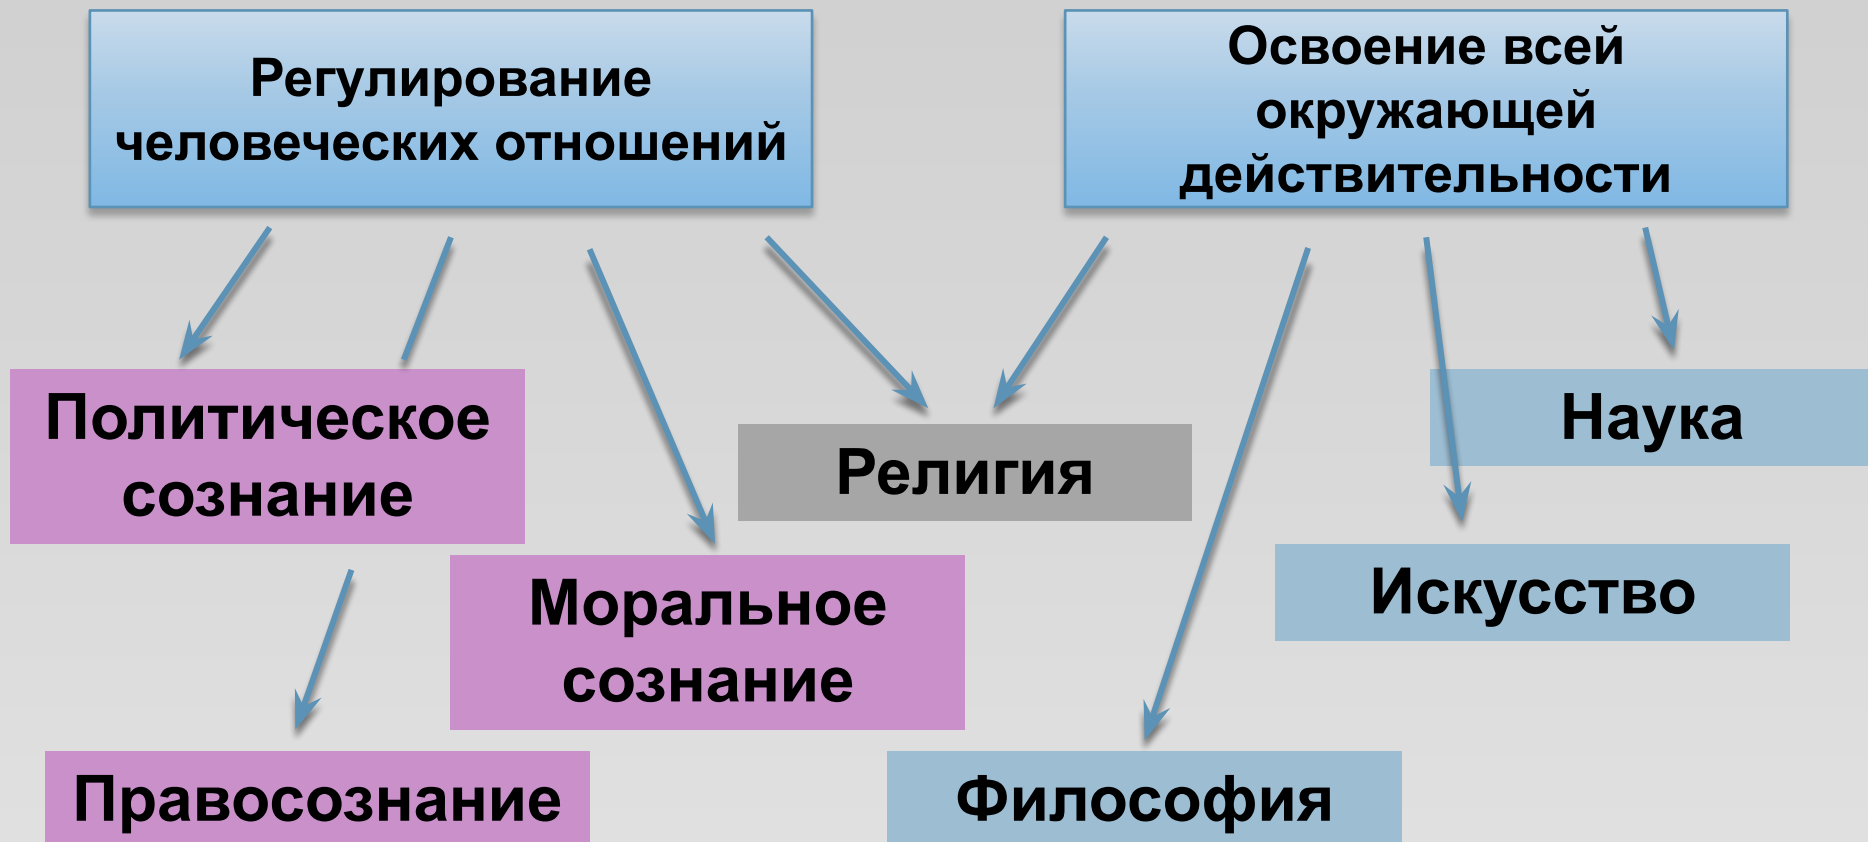 Регулирование
человеческих отношений
Освоение всей
окружающей
действительности
Политическое
сознание
Религия
Наука
Моральное
сознание
Искусство
Правосознание
Философия